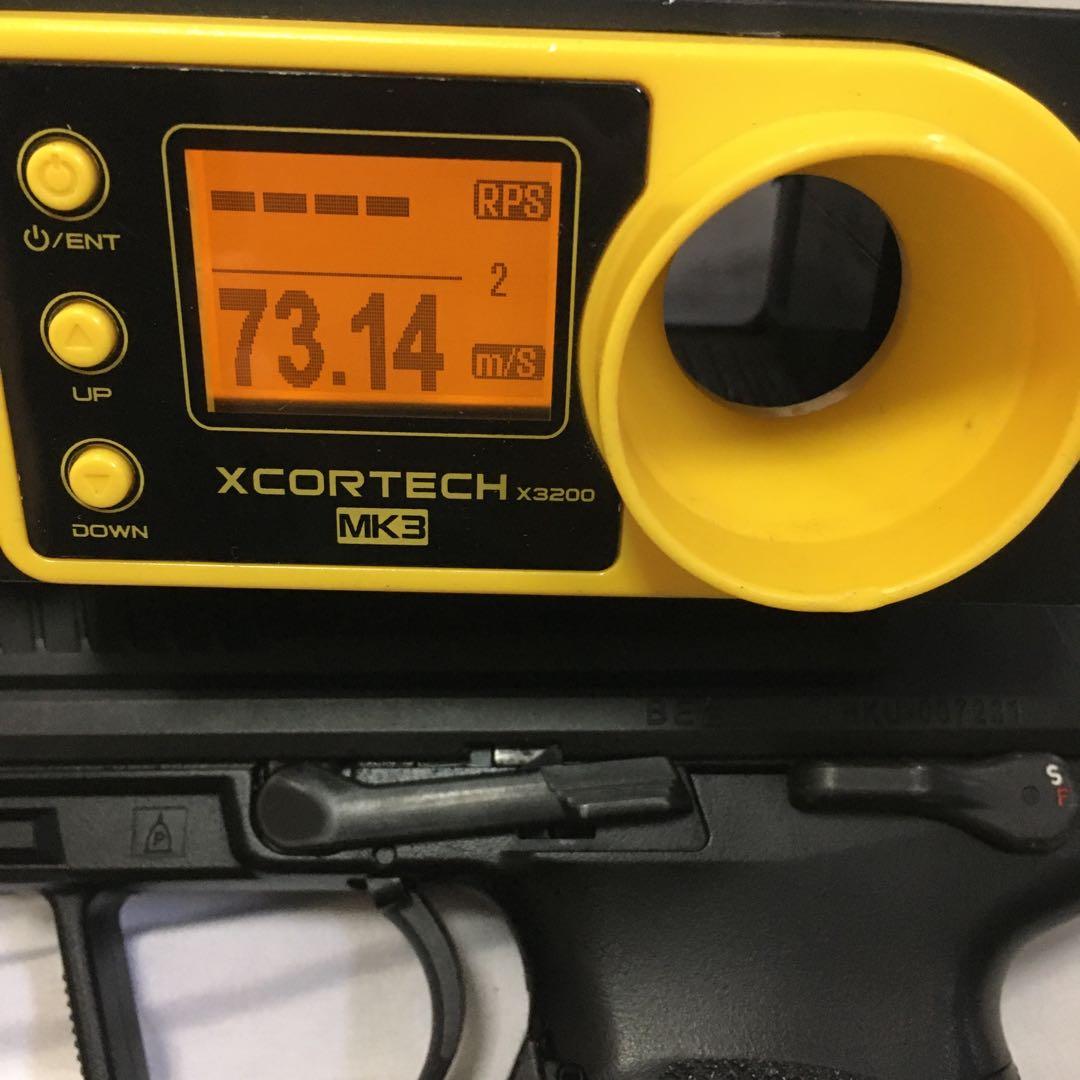 ---- RPS
2
73.14 m/S
⏻/ENT
UP
DOWN
XCORTECH X3200
MK3
S
F
P